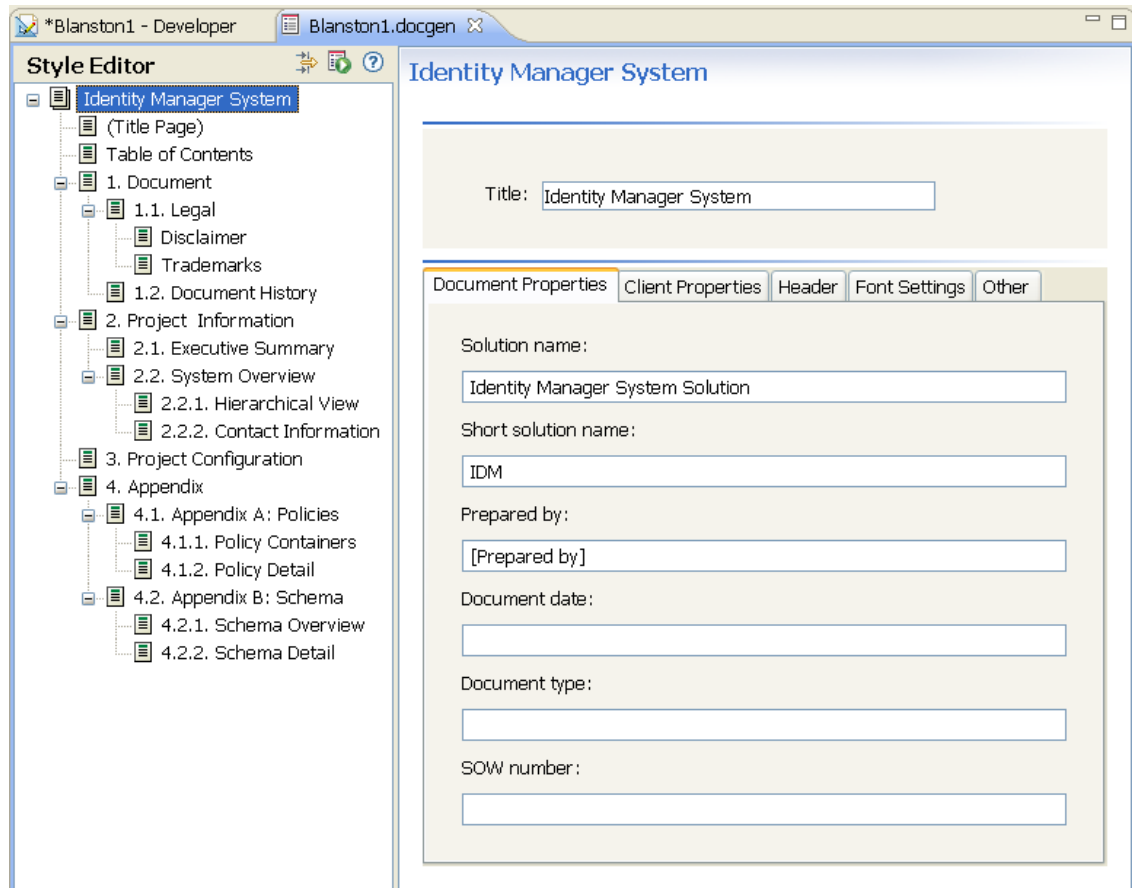 *Blanston1 - Developer
Blanston1.docgen
Style Editor
Identity Manager System
(Title Page)
Table of Contents
1. Document
1.1. Legal
Disclaimer
Trademarks
1.2. Document History
2. Project  Information
2.1. Executive Summary
2.2. System Overview
2.2.1. Hierarchical View
2.2.2. Contact Information
3. Project Configuration
4. Appendix
4.1. Appendix A: Policies
4.1.1. Policy Containers
4.1.2. Policy Detail
4.2. Appendix B: Schema
4.2.1. Schema Overview
4.2.2. Schema Detail
Identity Manager System
Title: Identity Manager System
Document Properties Client Properties Header Font Settings Other
Solution name:
Identity Manager System Solution
Short solution name:
IDM
Prepared by:
[Prepared by]
Document date:
Document type:
SOW number: